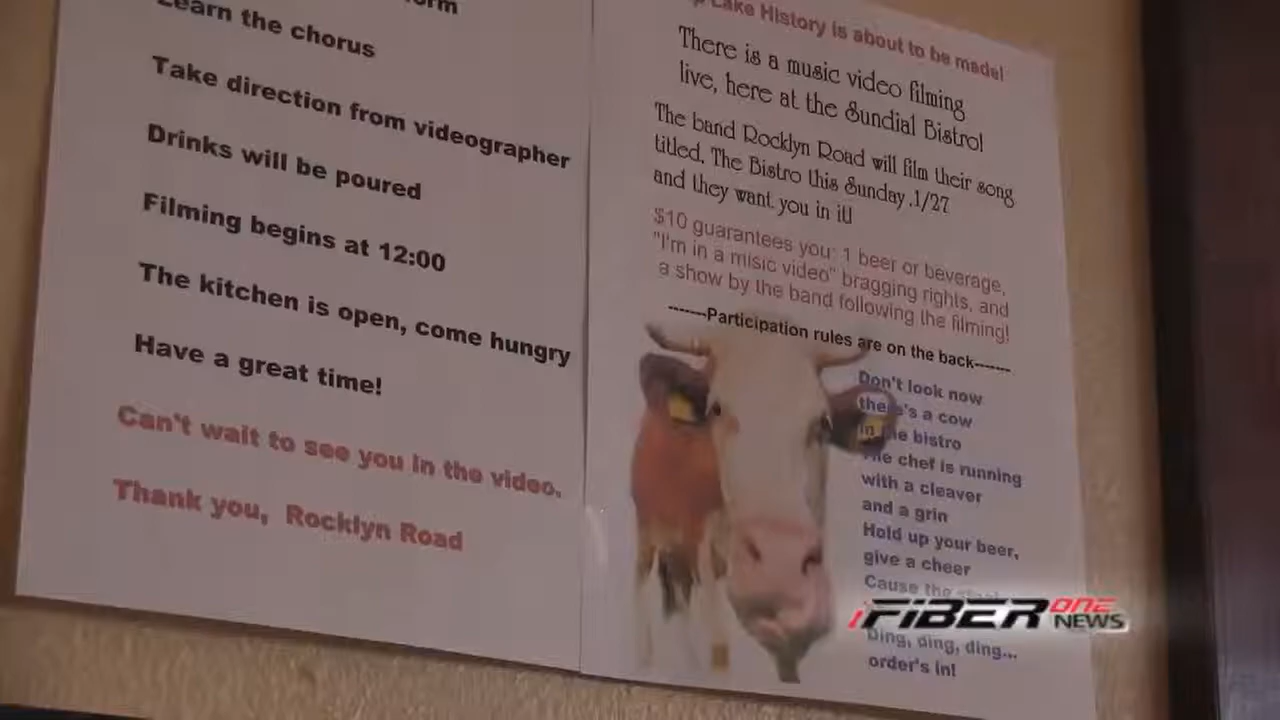 Learn the chorus
Take direction from videographer
Drinks will be poured
Filming begins at 12:00
The kitchen is open, come hungry
Have a great time!
Can't wait to see you in the video.
Thank you, Rocklyn Road
Lake History is about to be made!
There is a music video filming
live, here at the Sundial Bistro!
The band Rocklyn Road will film their song
titled, The Bistro this Sunday ,1/27
and they want you in it!
$10 guarantees you: 1 beer or beverage,
"I'm in a misic video" bragging rights, and
a show by the band following the filming!
-------Participation rules are on the back-------
Don't look now
there's a cow
in the bistro
The chef is running
with a cleaver
and a grin
Hold up your beer,
give a cheer
Cause the
Ding, ding, ding...
order's in!
iFIBER ONE
NEWS